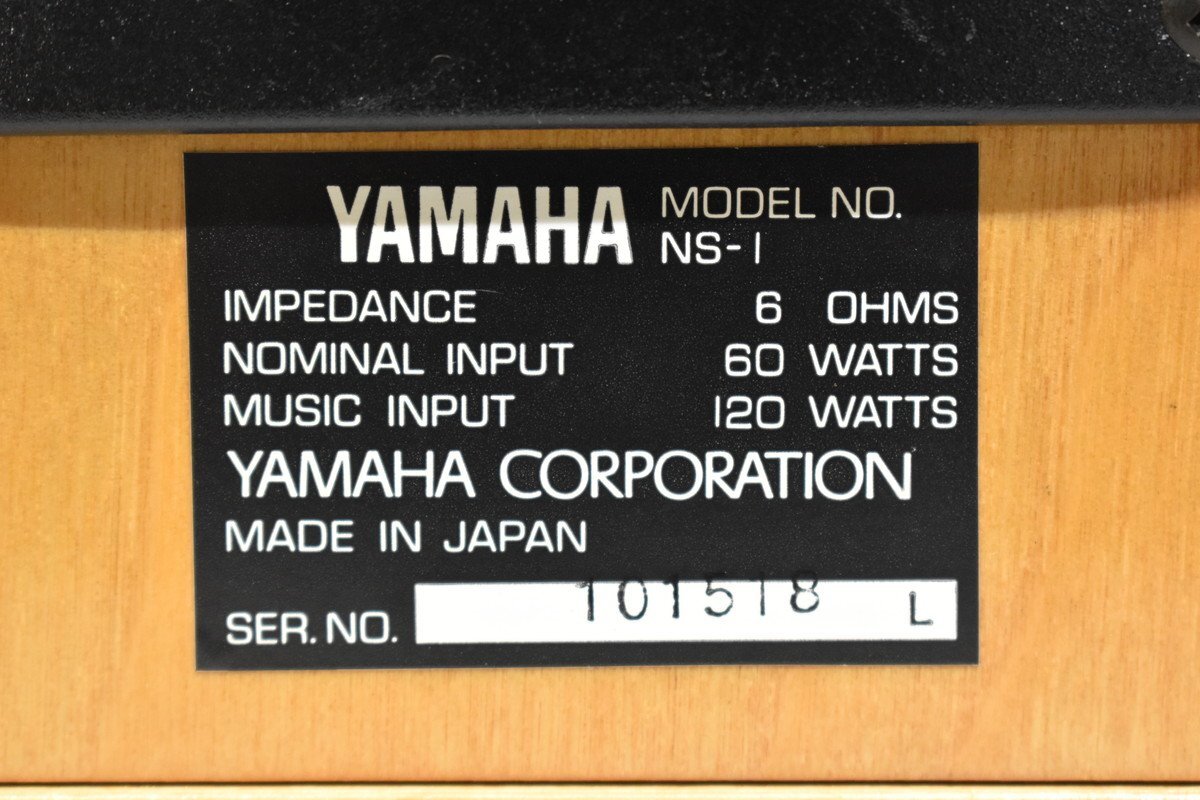 YAMAHA MODEL NO.
NS-1
IMPEDANCE 6 OHMS
NOMINAL INPUT 60 WATTS
MUSIC INPUT 120 WATTS
YAMAHA CORPORATION
MADE IN JAPAN
SER. NO. 101518 L